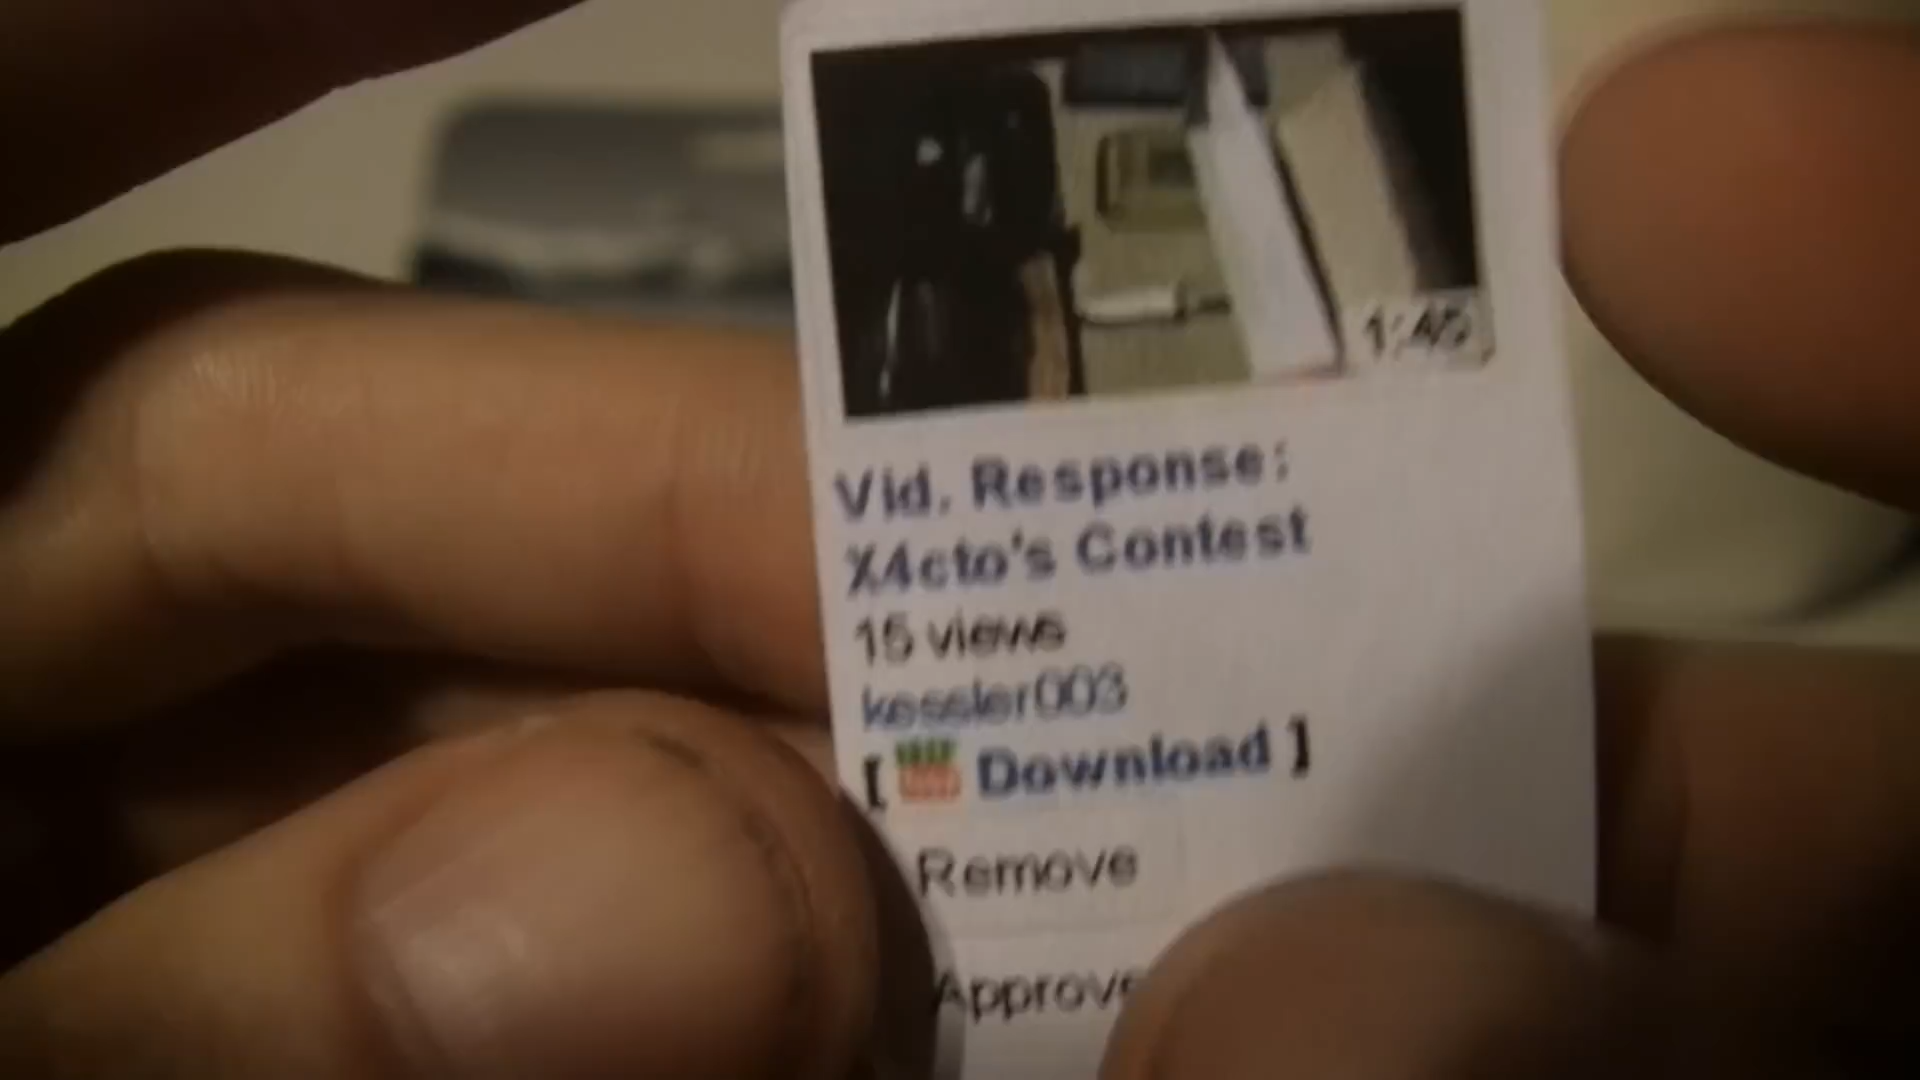 1:45
Vid. Response:
X4cto's Contest
15 views
kessler003
[ Download ]
Remove
Approve